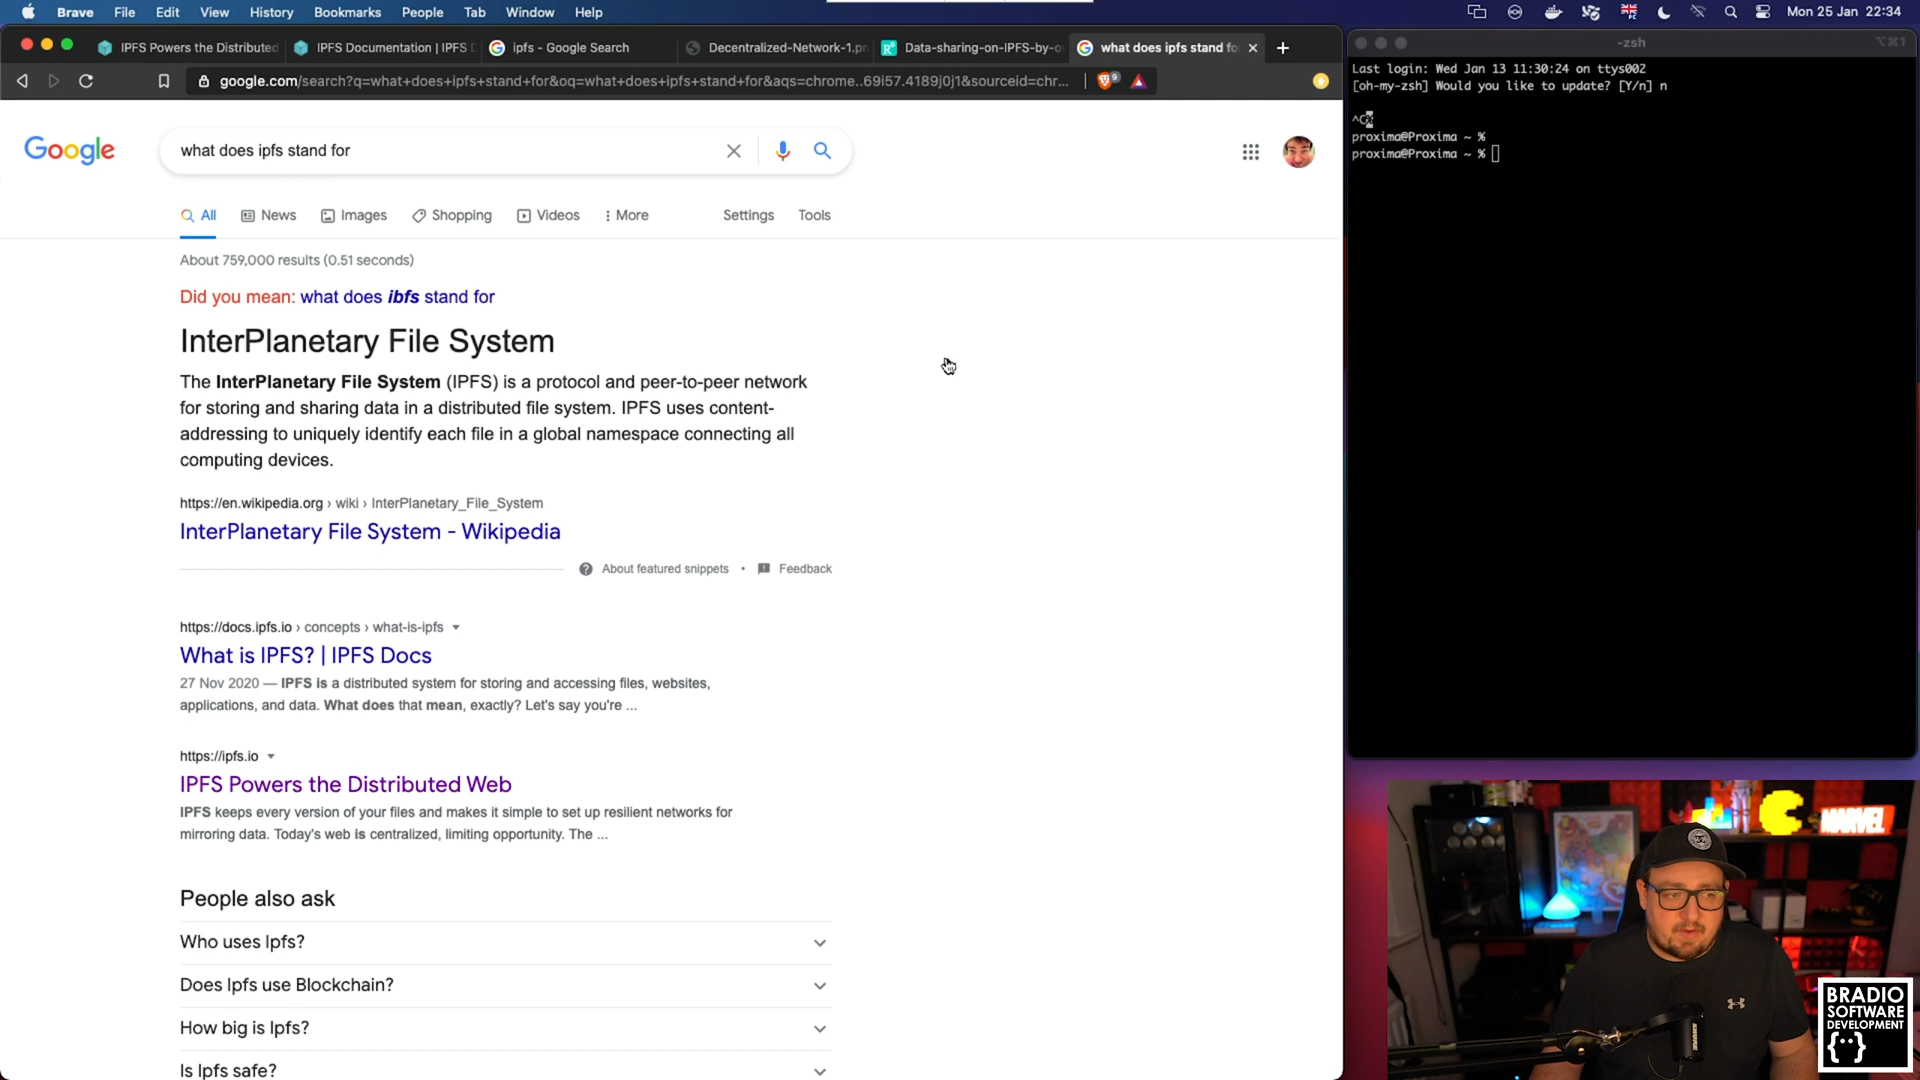 Brave File Edit View History Bookmarks People Tab Window Help
Mon 25 Jan 22:34
IPFS Powers the Distributed
IPFS Documentation | IPFS D
ipfs - Google Search
Decentralized-Network-1.pn
Data-sharing-on-IPFS-by-o
what does ipfs stand fo
google.com/search?q=what+does+ipfs+stand+for&oq=what+does+ipfs+stand+for&aqs=chrome..69i57.4189j0j1&sourceid=chr...
9
-zsh
⌥⌘1
Last login: Wed Jan 13 11:30:24 on ttys002
[oh-my-zsh] Would you like to update? [Y/n] n
proxima@Proxima ~ %
proxima@Proxima ~ %
Google
what does ipfs stand for
All News Images Shopping Videos More Settings Tools
About 759,000 results (0.51 seconds)
Did you mean: what does ibfs stand for
InterPlanetary File System
The InterPlanetary File System (IPFS) is a protocol and peer-to-peer network
for storing and sharing data in a distributed file system. IPFS uses content-
addressing to uniquely identify each file in a global namespace connecting all
computing devices.
https://en.wikipedia.org › wiki › InterPlanetary_File_System
InterPlanetary File System - Wikipedia
About featured snippets • Feedback
https://docs.ipfs.io › concepts › what-is-ipfs
What is IPFS? | IPFS Docs
27 Nov 2020 — IPFS is a distributed system for storing and accessing files, websites,
applications, and data. What does that mean, exactly? Let's say you're ...
https://ipfs.io
IPFS Powers the Distributed Web
IPFS keeps every version of your files and makes it simple to set up resilient networks for
mirroring data. Today's web is centralized, limiting opportunity. The ...
People also ask
Who uses Ipfs?
Does Ipfs use Blockchain?
How big is Ipfs?
Is Ipfs safe?
MARVEL
BRADIO
SOFTWARE
DEVELOPMENT
{··}